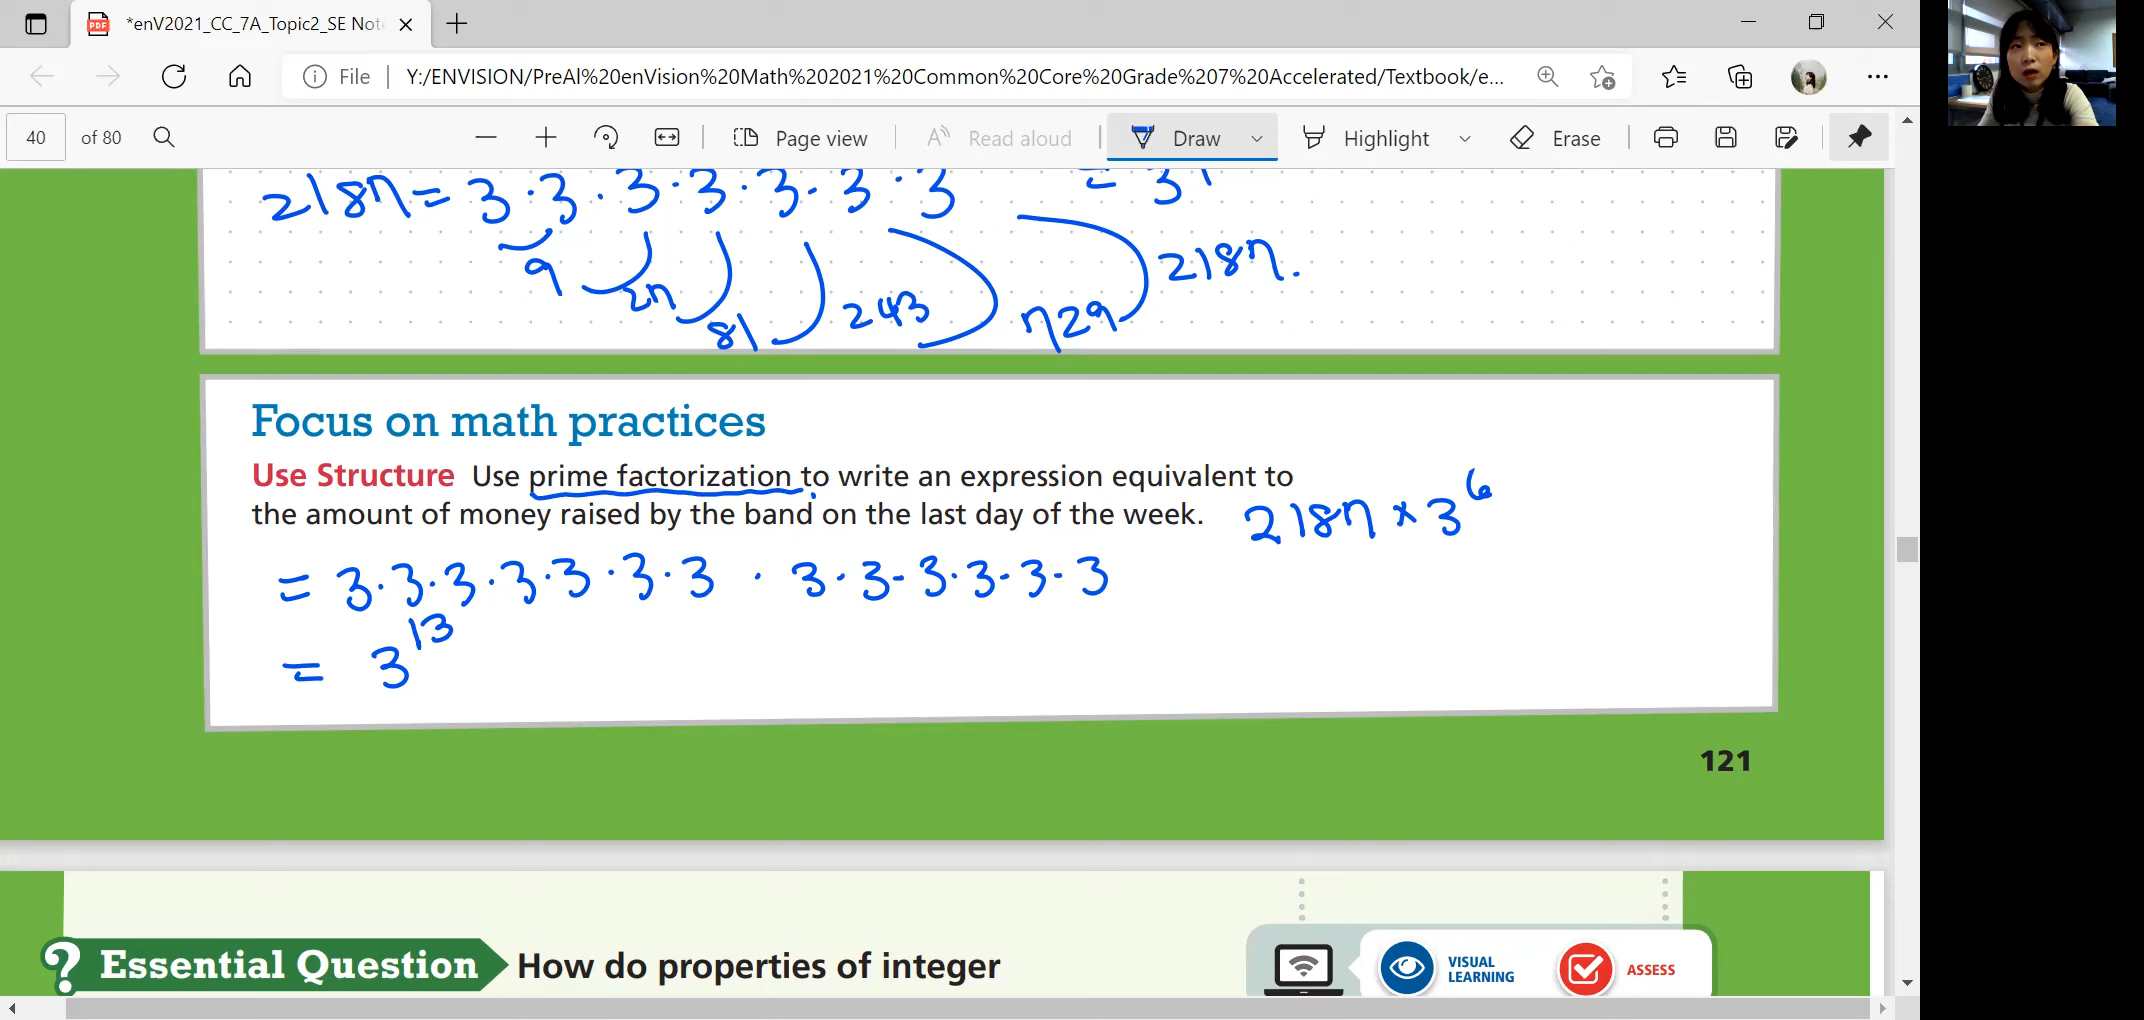 *enV2021_CC_7A_Topic2_SE Not
File Y:/ENVISION/PreAl%20enVision%20Math%202021%20Common%20Core%20Grade%207%20Accelerated/Textbook/e...
40 of 80 Page view Read aloud Draw Highlight Erase
2187 = 3 · 3 · 3 · 3 · 3 · 3 · 3 = 3
9 27 81 243 729 2187.
Focus on math practices
Use Structure Use prime factorization to write an expression equivalent to
the amount of money raised by the band on the last day of the week. 2187 × 3⁶
= 3 · 3 · 3 · 3 · 3 · 3 · 3 · 3 · 3 · 3 · 3 · 3 · 3
= 3¹³
121
? Essential Question How do properties of integer
VISUAL LEARNING
ASSESS